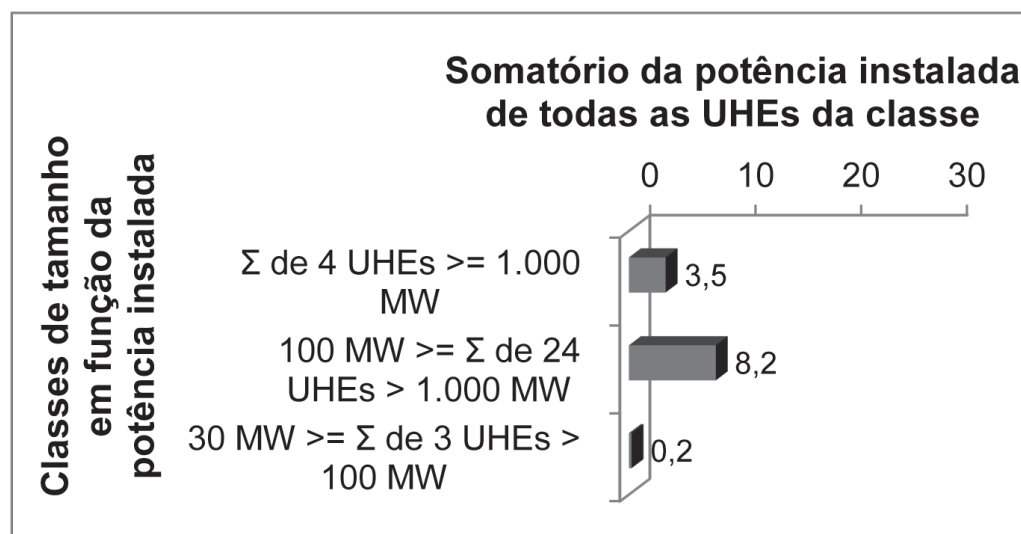 Somatório da potência instalada
de todas as UHEs da classe
0 10 20 30
Classes de tamanho
em função da
potência instalada
Σ de 4 UHEs >= 1.000
MW
3,5
100 MW >= Σ de 24
UHEs > 1.000 MW
8,2
30 MW >= Σ de 3 UHEs >
100 MW
0,2